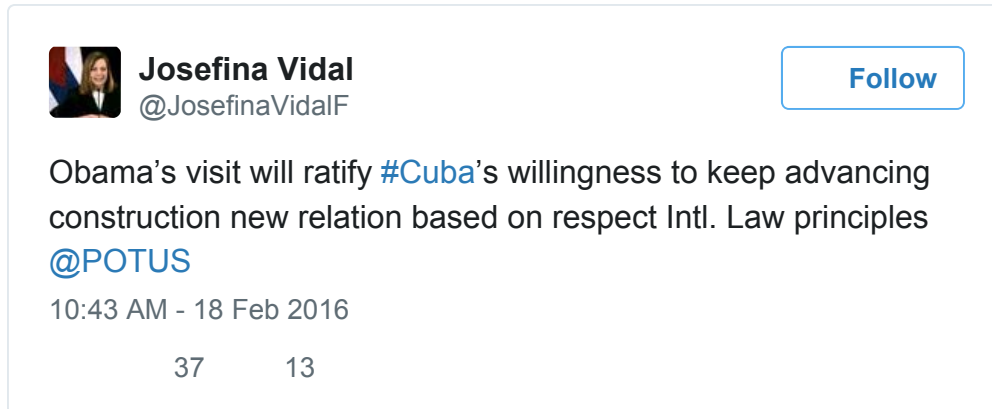 Josefina Vidal
@JosefinaVidalF
Follow
Obama’s visit will ratify #Cuba’s willingness to keep advancing
construction new relation based on respect Intl. Law principles
@POTUS
10:43 AM - 18 Feb 2016
37 13